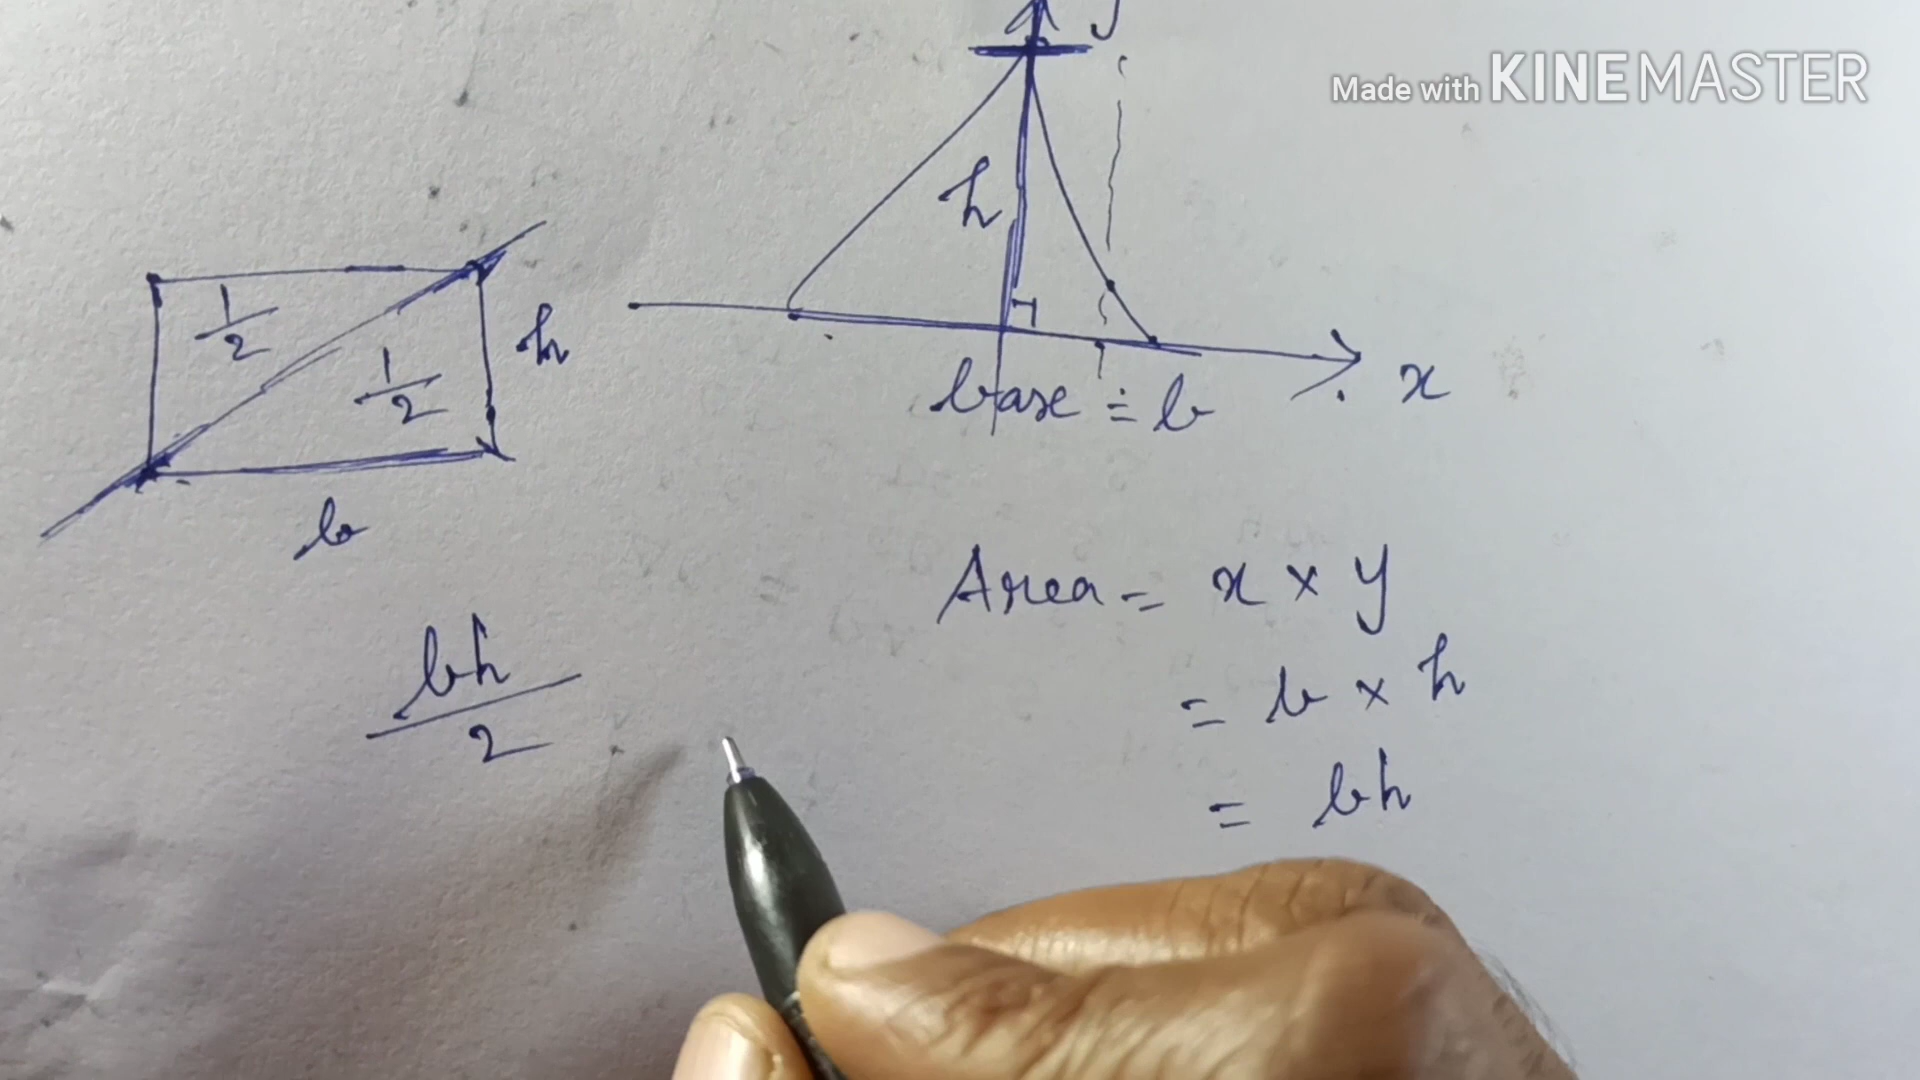 y
Made with KINEMASTER
h
1/2
1/2
h
x
base = b
b
Area = x × y
= b × h
= bh
bh/2